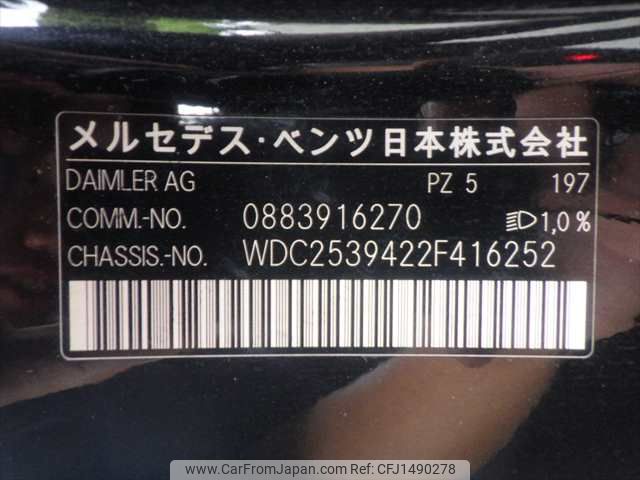 メルセデス・ベンツ日本株式会社
DAIMLER AG PZ 5 197
COMM.-NO. 0883916270 1,0%
CHASSIS.-NO. WDC2539422F416252
www.CarFromJapan.com - CFJ1490278